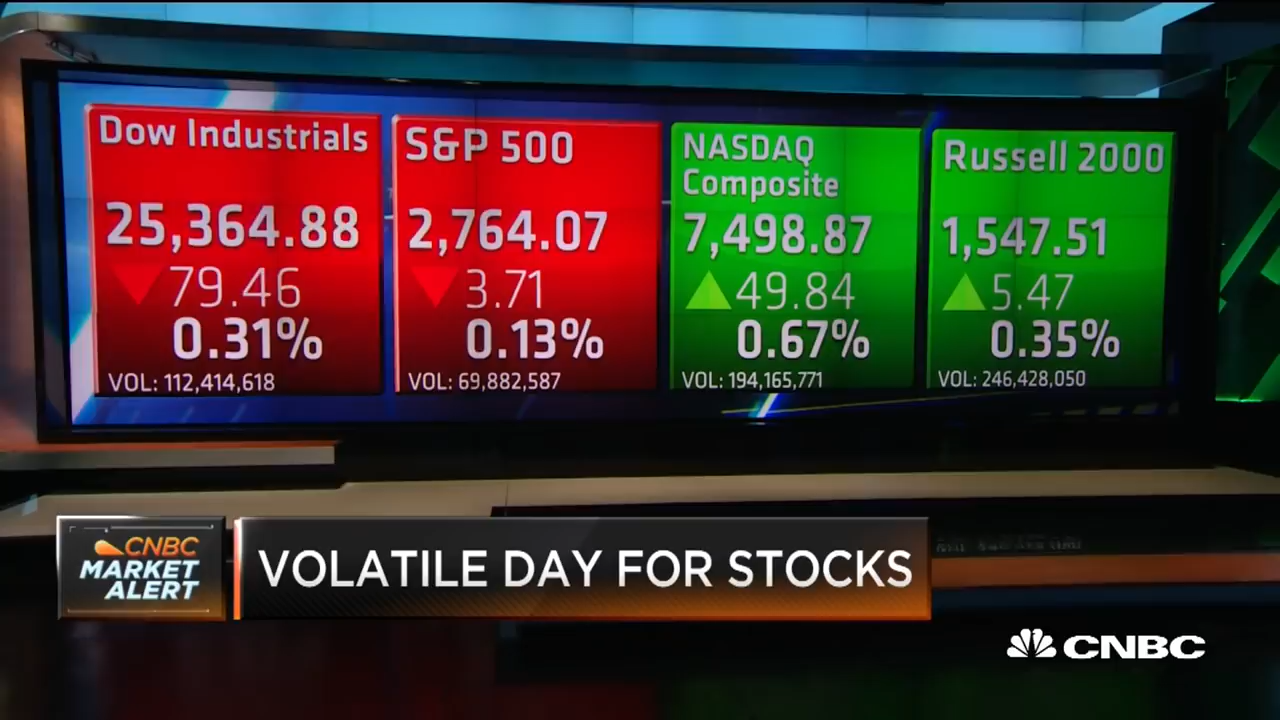 Dow Industrials
25,364.88
79.46
0.31%
VOL: 112,414,618
S&P 500
2,764.07
3.71
0.13%
VOL: 69,882,587
NASDAQ
Composite
7,498.87
49.84
0.67%
VOL: 194,165,771
Russell 2000
1,547.51
5.47
0.35%
VOL: 246,428,050
CNBC
MARKET
ALERT
VOLATILE DAY FOR STOCKS
CNBC